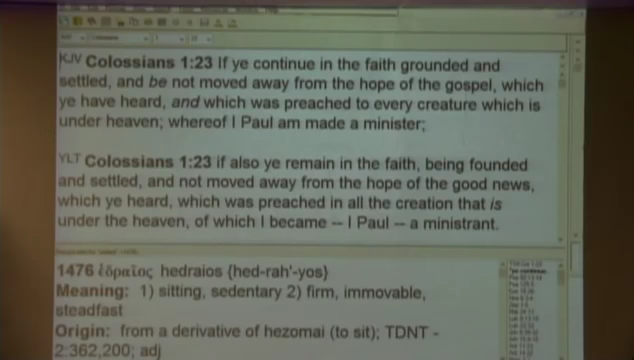 KJV Colossians 1:23 If ye continue in the faith grounded and
settled, and be not moved away from the hope of the gospel, which
ye have heard, and which was preached to every creature which is
under heaven; whereof I Paul am made a minister;
YLT Colossians 1:23 if also ye remain in the faith, being founded
and settled, and not moved away from the hope of the good news,
which ye heard, which was preached in all the creation that is
under the heaven, of which I became -- I Paul -- a ministrant.
1476 ἑδραῖος hedraios {hed-rah'-yos}
Meaning: 1) sitting, sedentary 2) firm, immovable,
steadfast
Origin: from a derivative of hezomai (to sit); TDNT -
2:362,200; adj